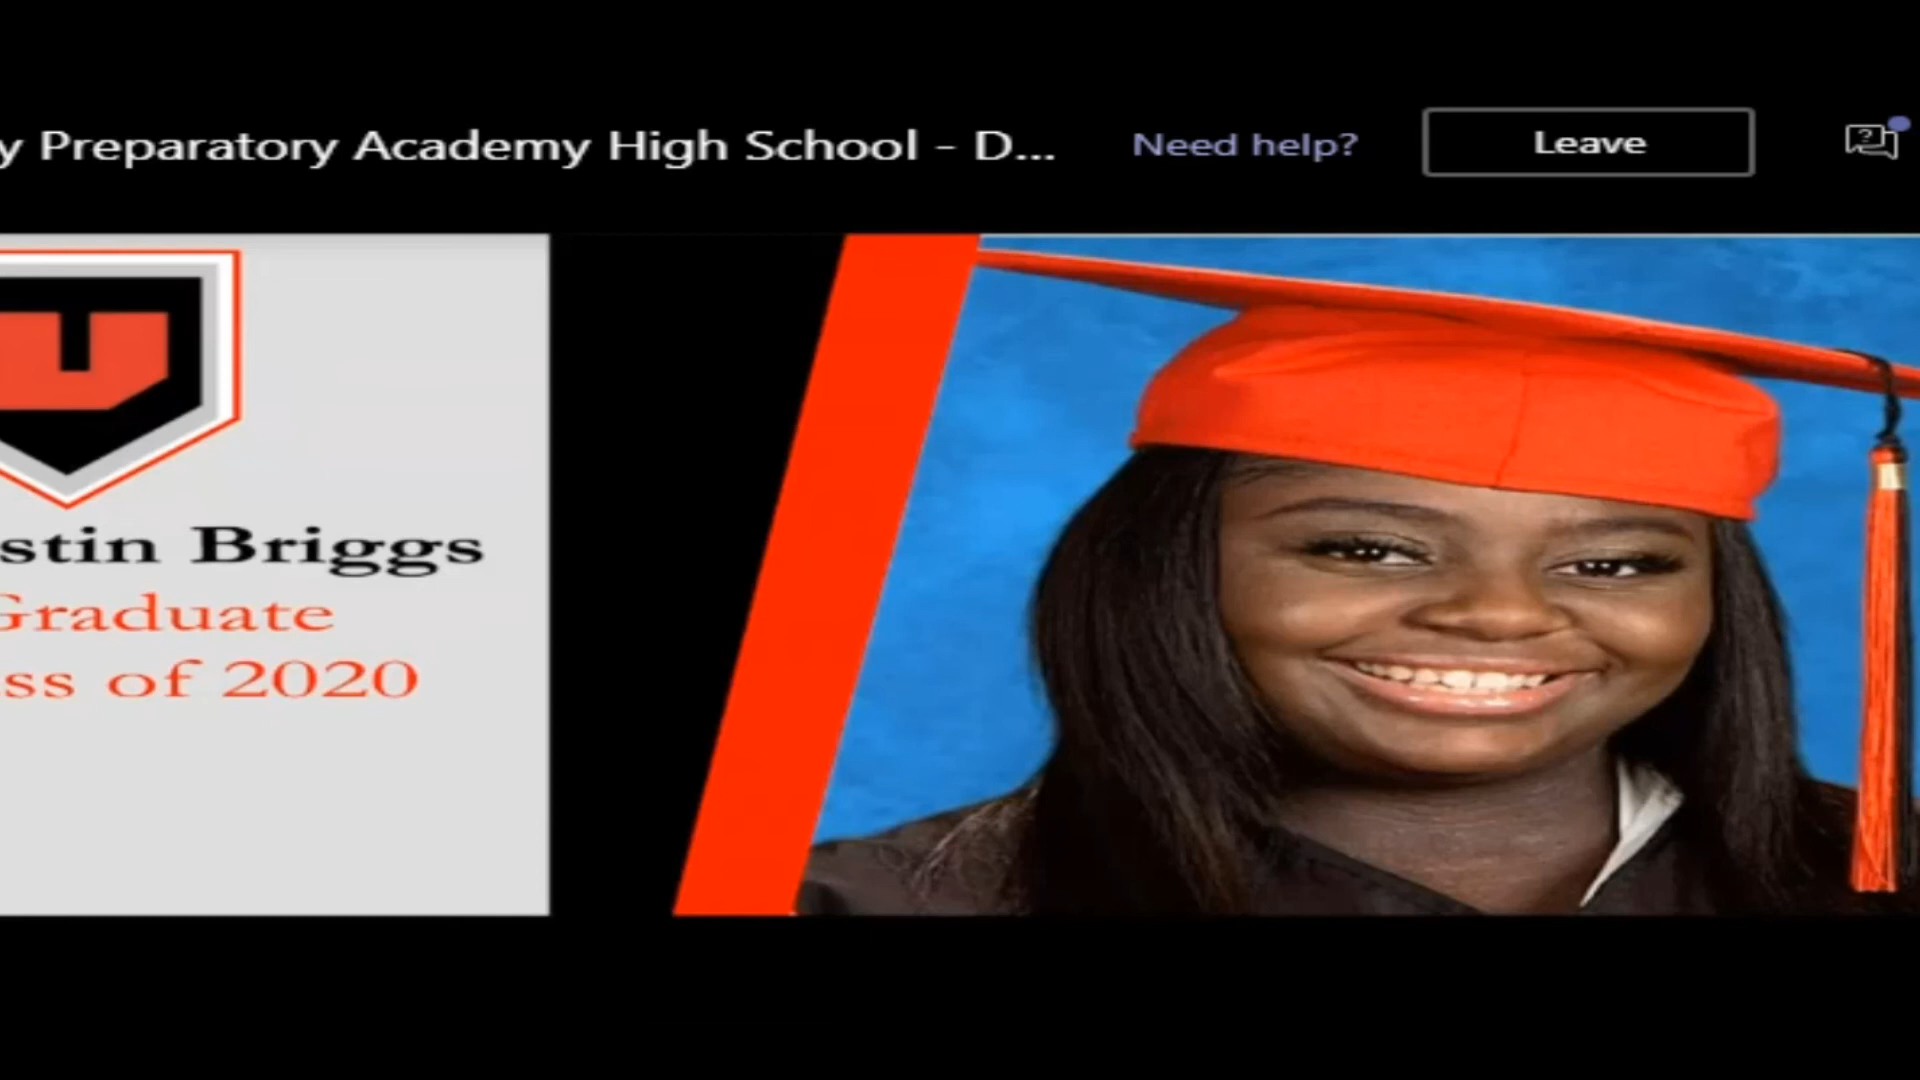 y Preparatory Academy High School - D...
Need help?
Leave
stin Briggs
Graduate
ss of 2020